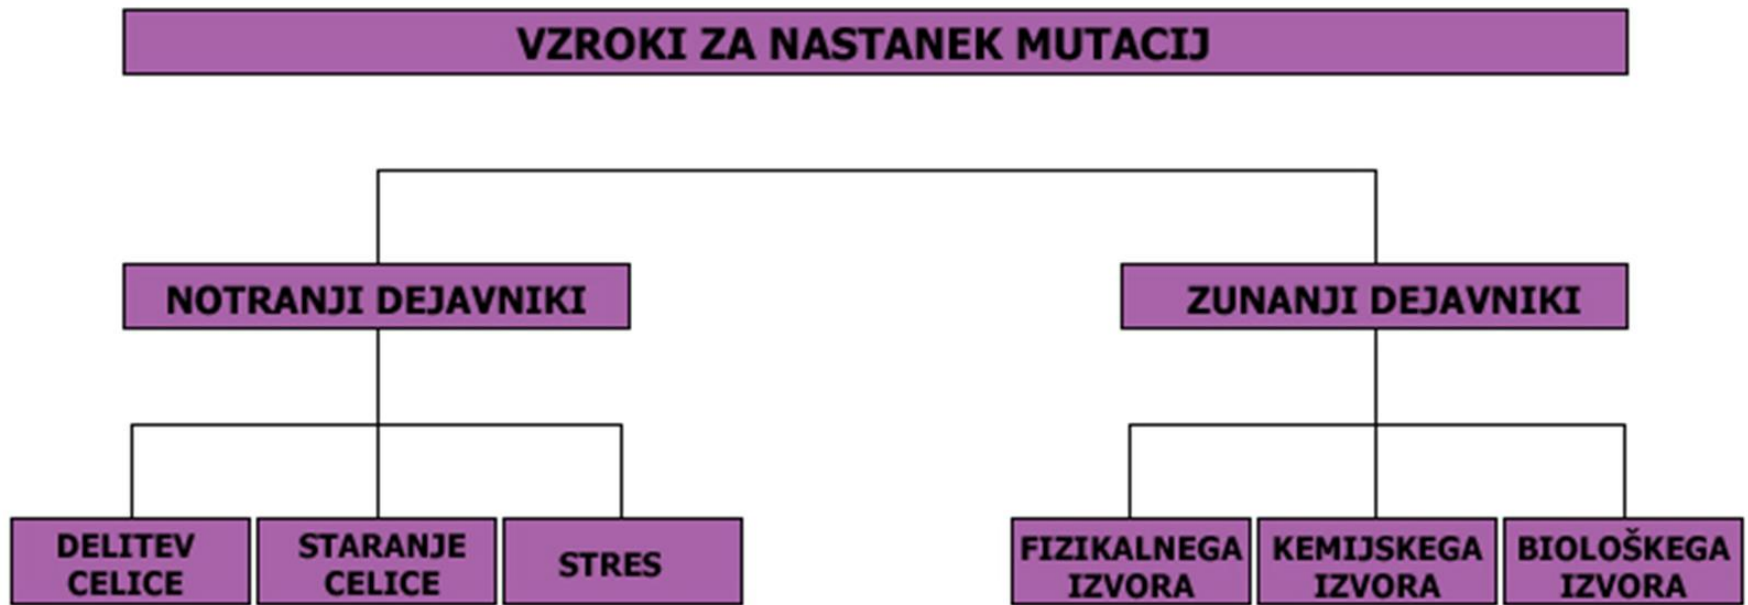 VZROKI ZA NASTANEK MUTACIJ
NOTRANJI DEJAVNIKI
ZUNANJI DEJAVNIKI
DELITEV
CELICE
STARANJE
CELICE
STRES
FIZIKALNEGA
IZVORA
KEMIJSKEGA
IZVORA
BIOLOŠKEGA
IZVORA